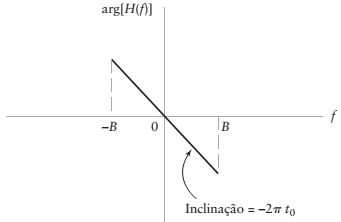 arg[H(f)]
f
–B 0 B
Inclinação = –2π t₀